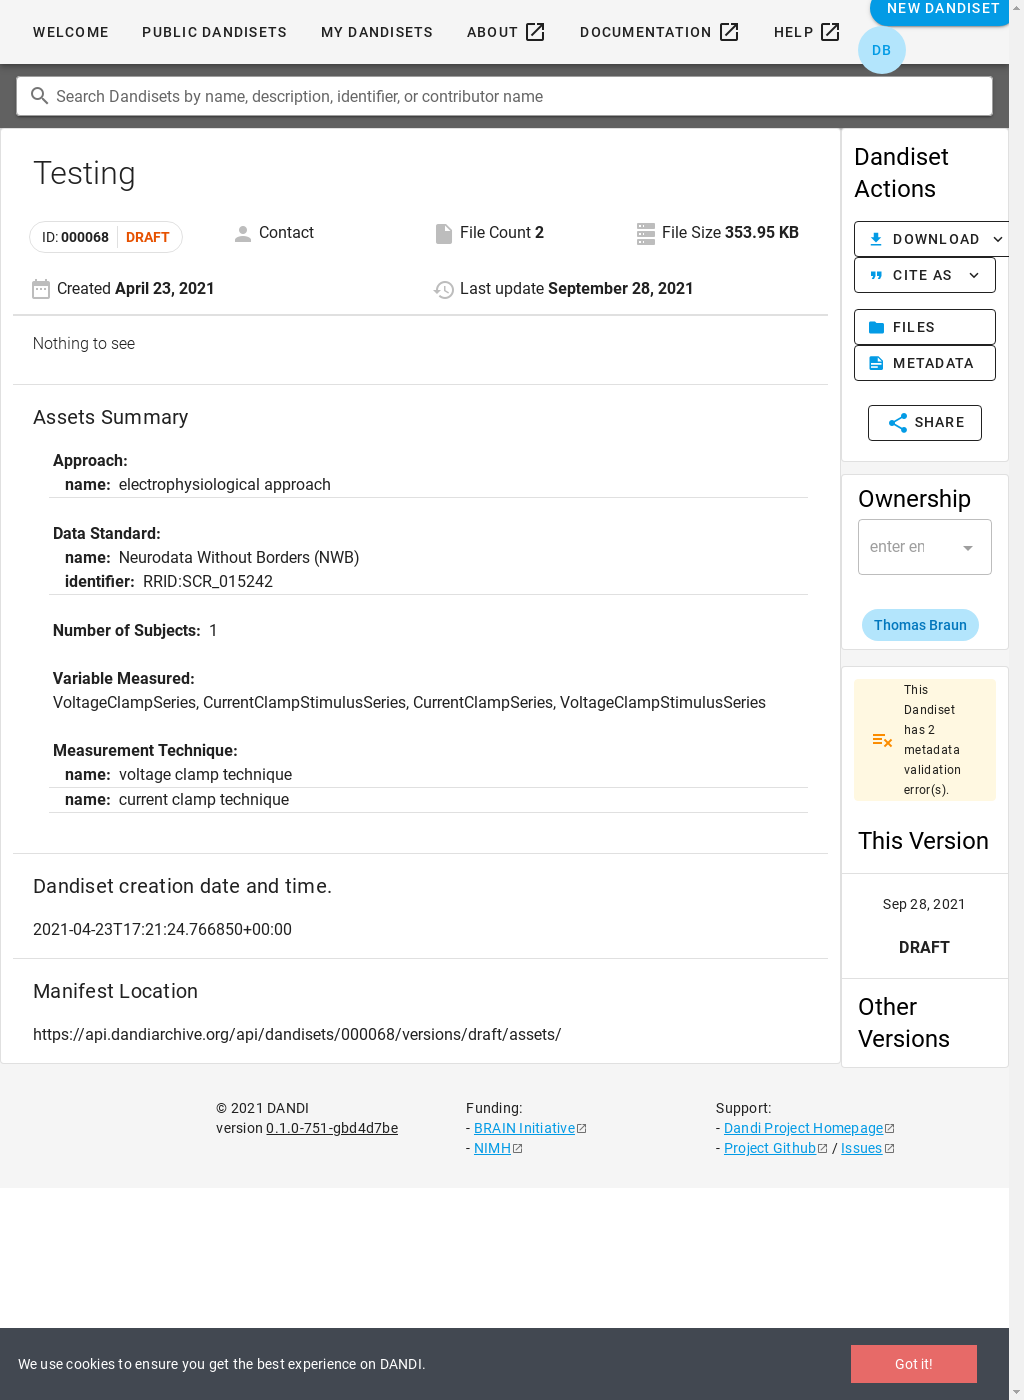 WELCOME PUBLIC DANDISETS MY DANDISETS ABOUT DOCUMENTATION HELP NEW DANDISET
DB
Search Dandisets by name, description, identifier, or contributor name
Testing
ID: 000068 DRAFT Contact File Count 2 File Size 353.95 KB
Created April 23, 2021 Last update September 28, 2021
Nothing to see
Assets Summary
Approach:
name: electrophysiological approach
Data Standard:
name: Neurodata Without Borders (NWB)
identifier: RRID:SCR_015242
Number of Subjects: 1
Variable Measured:
VoltageClampSeries, CurrentClampStimulusSeries, CurrentClampSeries, VoltageClampStimulusSeries
Measurement Technique:
name: voltage clamp technique
name: current clamp technique
Dandiset creation date and time.
2021-04-23T17:21:24.766850+00:00
Manifest Location
https://api.dandiarchive.org/api/dandisets/000068/versions/draft/assets/
Dandiset
Actions
DOWNLOAD
CITE AS
FILES
METADATA
SHARE
Ownership
enter en
Thomas Braun
This
Dandiset
has 2
metadata
validation
error(s).
This Version
Sep 28, 2021
DRAFT
Other
Versions
© 2021 DANDI
version 0.1.0-751-gbd4d7be
Funding:
- BRAIN Initiative
- NIMH
Support:
- Dandi Project Homepage
- Project Github / Issues
We use cookies to ensure you get the best experience on DANDI.
Got it!